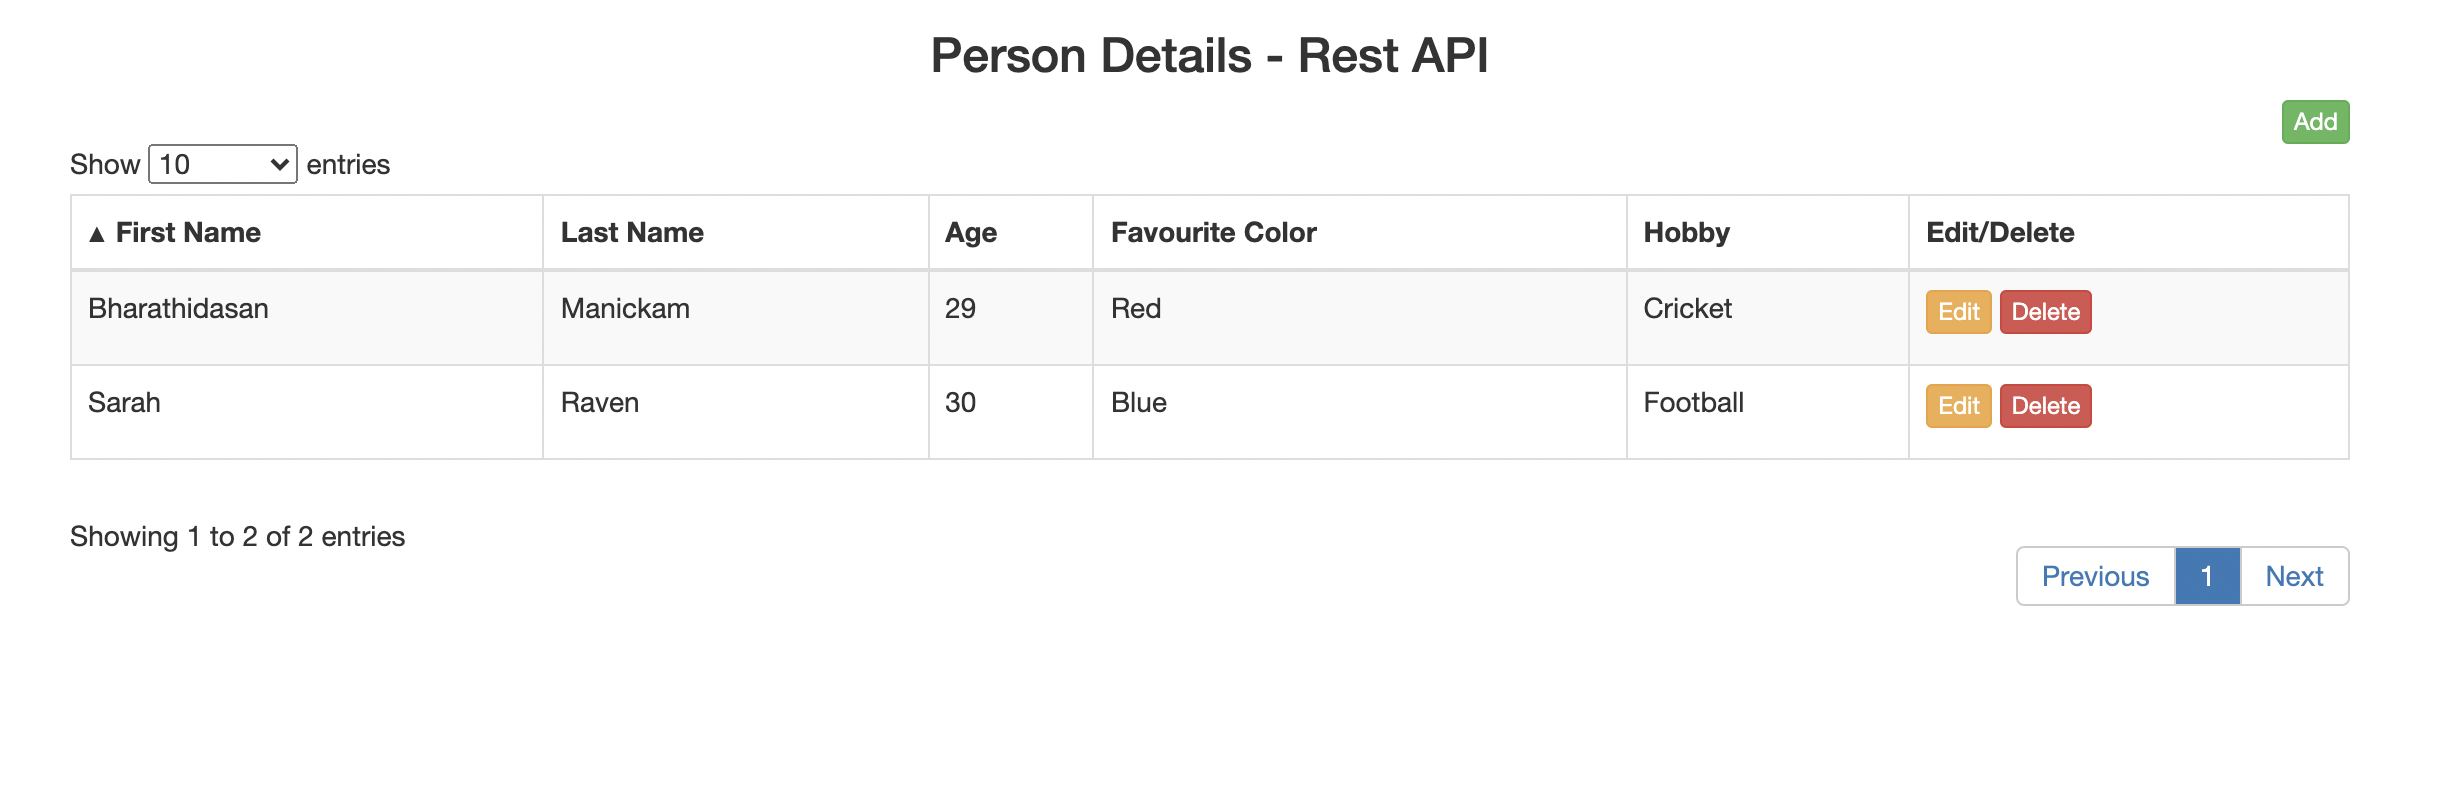 Person Details - Rest API
Add
Show 10 entries
▲ First Name Last Name Age Favourite Color Hobby Edit/Delete
Bharathidasan Manickam 29 Red Cricket Edit Delete
Sarah Raven 30 Blue Football Edit Delete
Showing 1 to 2 of 2 entries
Previous 1 Next